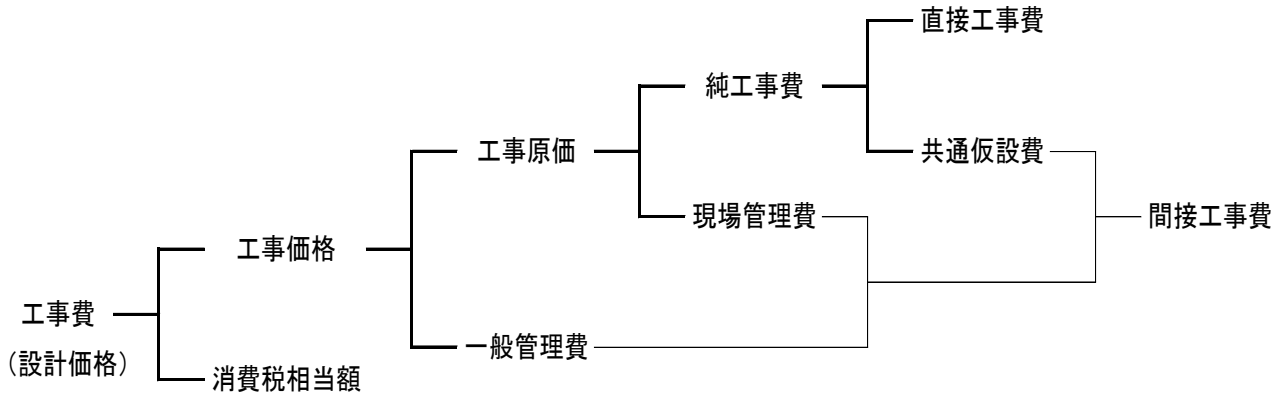 直接工事費
純工事費
工事原価
共通仮設費
現場管理費
間接工事費
工事価格
工事費
(設計価格)
一般管理費
消費税相当額